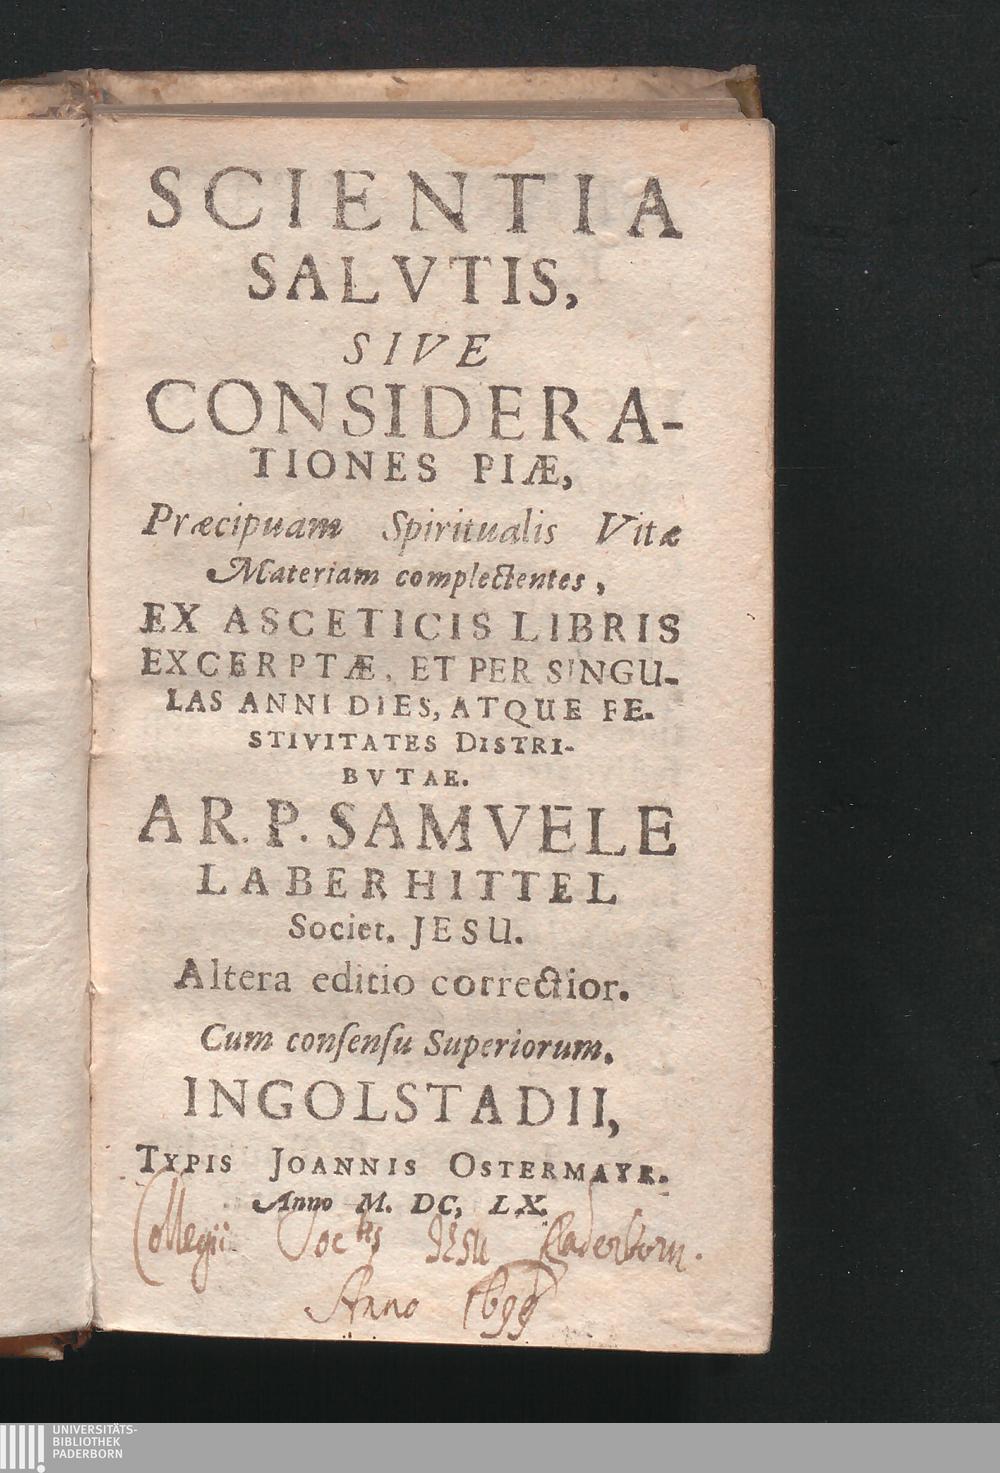 SCIENTIA
SALVTIS,
SIVE
CONSIDERA-
TIONES PIÆ,
Præcipuam Spiritualis Vitæ
Materiam complectentes,
EX ASCETICIS LIBRIS
EXCERPTÆ, ET PER SINGU-
LAS ANNI DIES, ATQUE FE-
STIVITATES DISTRI-
BVTAE.
A R. P. SAMVELE
LABERHITTEL
Societ. JESU.
Altera editio correctior.
Cum conſenſu Superiorum.
INGOLSTADII,
TYPIS JOANNIS OSTERMAYR.
Anno M. DC, LX.
Collegii Soctis JESU Paderborn.
Anno 1699
UNIVERSITÄTS-
BIBLIOTHEK
PADERBORN